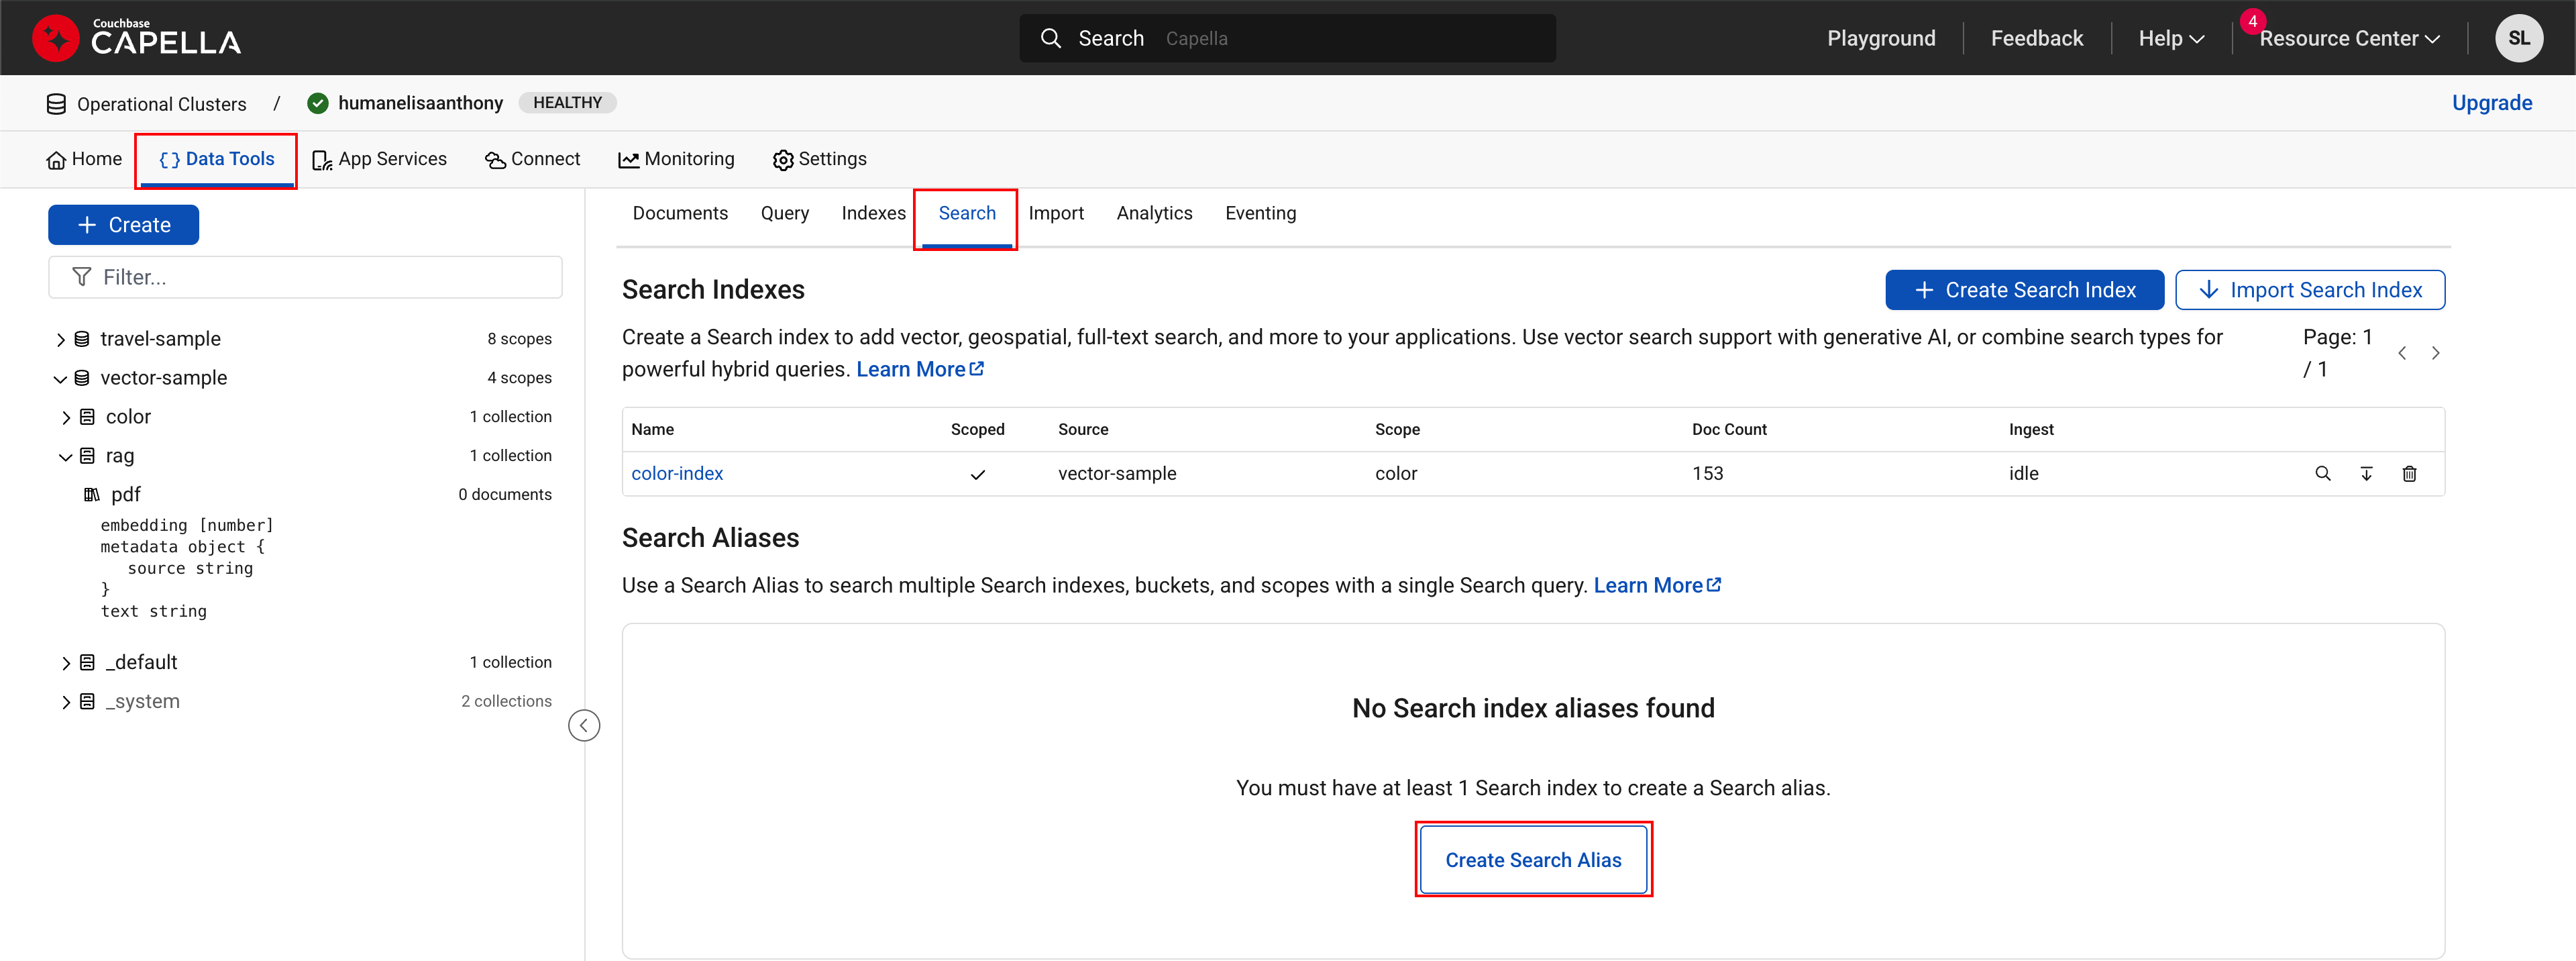 Couchbase
CAPELLA
Search Capella
Playground
Feedback
Help
4
Resource Center
SL
Operational Clusters / humanelisaanthony HEALTHY
Upgrade
Home
{} Data Tools
App Services
Connect
Monitoring
Settings
+ Create
Filter...
travel-sample 8 scopes
vector-sample 4 scopes
color 1 collection
rag 1 collection
pdf 0 documents
embedding [number]
metadata object {
source string
}
text string
_default 1 collection
_system 2 collections
Documents Query Indexes Search Import Analytics Eventing
Search Indexes
+ Create Search Index
Import Search Index
Create a Search index to add vector, geospatial, full-text search, and more to your applications. Use vector search support with generative AI, or combine search types for
powerful hybrid queries. Learn More
Page: 1
/ 1
Name Scoped Source Scope Doc Count Ingest
color-index vector-sample color 153 idle
Search Aliases
Use a Search Alias to search multiple Search indexes, buckets, and scopes with a single Search query. Learn More
No Search index aliases found
You must have at least 1 Search index to create a Search alias.
Create Search Alias